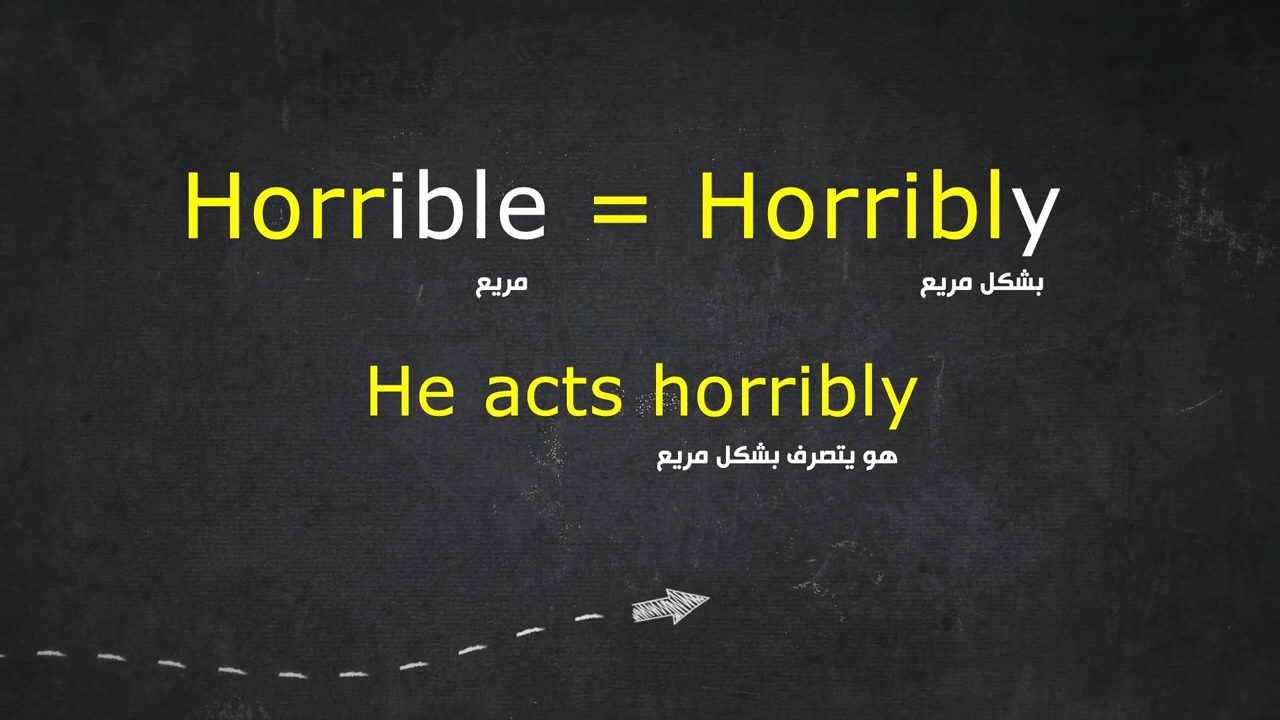 Horrible = Horribly
مريع
بشكل مريع
He acts horribly
هو يتصرف بشكل مريع